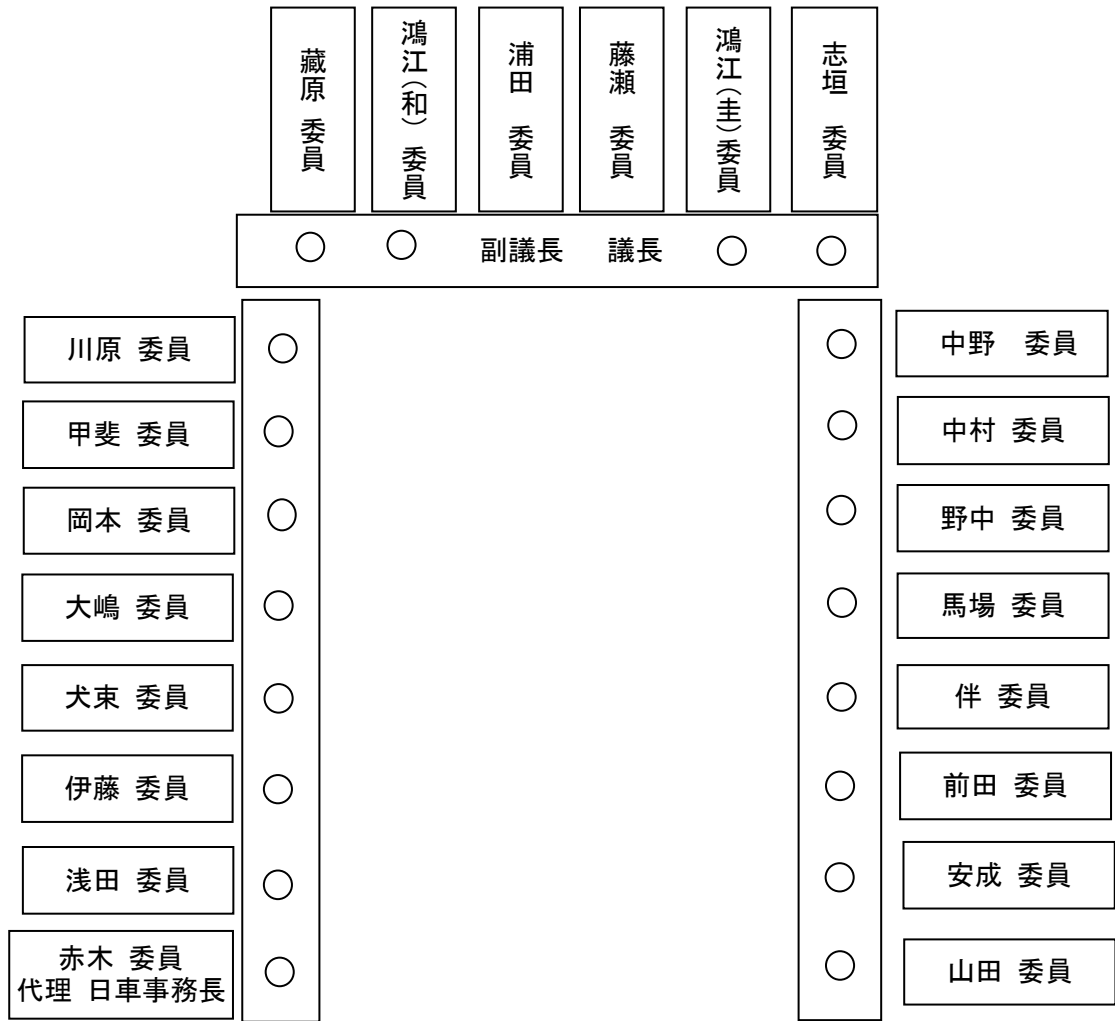 藏原 委員
鴻江(和) 委員
浦田 委員
藤瀬 委員
鴻江(圭)委員
志垣 委員
副議長 議長
川原 委員
中野 委員
甲斐 委員
中村 委員
岡本 委員
野中 委員
大嶋 委員
馬場 委員
犬束 委員
伴 委員
伊藤 委員
前田 委員
浅田 委員
安成 委員
赤木 委員
代理 日車事務長
山田 委員